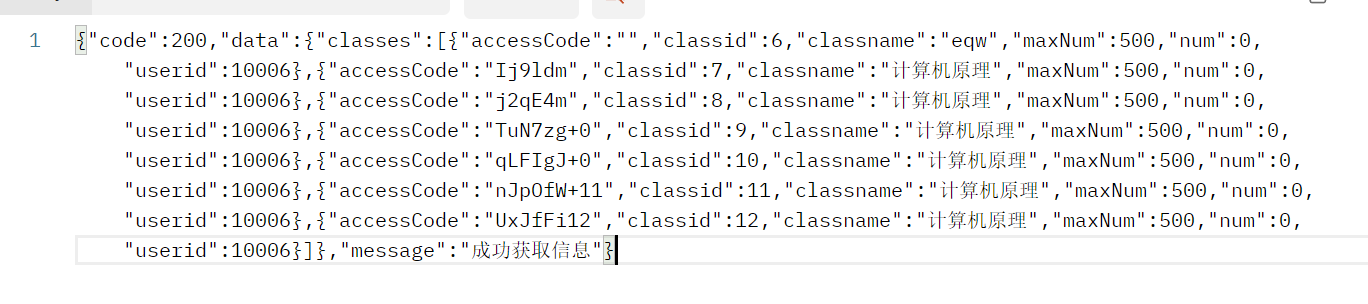 1 {"code":200,"data":{"classes":[{"accessCode":"","classid":6,"classname":"eqw","maxNum":500,"num":0,
"userid":10006},{"accessCode":"Ij9ldm","classid":7,"classname":"计算机原理","maxNum":500,"num":0,
"userid":10006},{"accessCode":"j2qE4m","classid":8,"classname":"计算机原理","maxNum":500,"num":0,
"userid":10006},{"accessCode":"TuN7zg+0","classid":9,"classname":"计算机原理","maxNum":500,"num":0,
"userid":10006},{"accessCode":"qLFIgJ+0","classid":10,"classname":"计算机原理","maxNum":500,"num":0,
"userid":10006},{"accessCode":"nJpOfW+11","classid":11,"classname":"计算机原理","maxNum":500,"num":0,
"userid":10006},{"accessCode":"UxJfFi12","classid":12,"classname":"计算机原理","maxNum":500,"num":0,
"userid":10006}]},"message":"成功获取信息"}